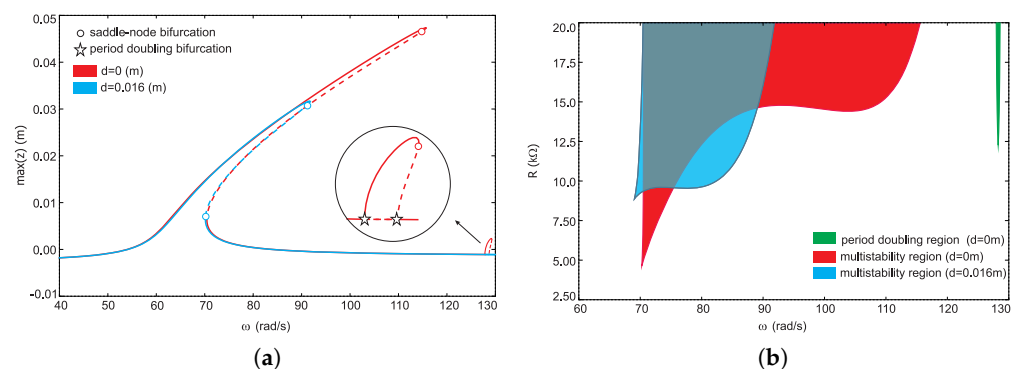 0.05
0.04
0.03
0.02
0.01
0.00
-0.01
max(z) (m)
saddle-node bifurcation
period doubling bifurcation
d=0 (m)
d=0.016 (m)
40 50 60 70 80 90 100 110 120 130
ω (rad/s)
(a)
20.0
17.5
15.0
12.5
10.0
7.50
5.00
2.50
R (kΩ)
period doubling region (d=0m)
multistability region (d=0m)
multistability region (d=0.016m)
60 70 80 90 100 110 120 130
ω (rad/s)
(b)